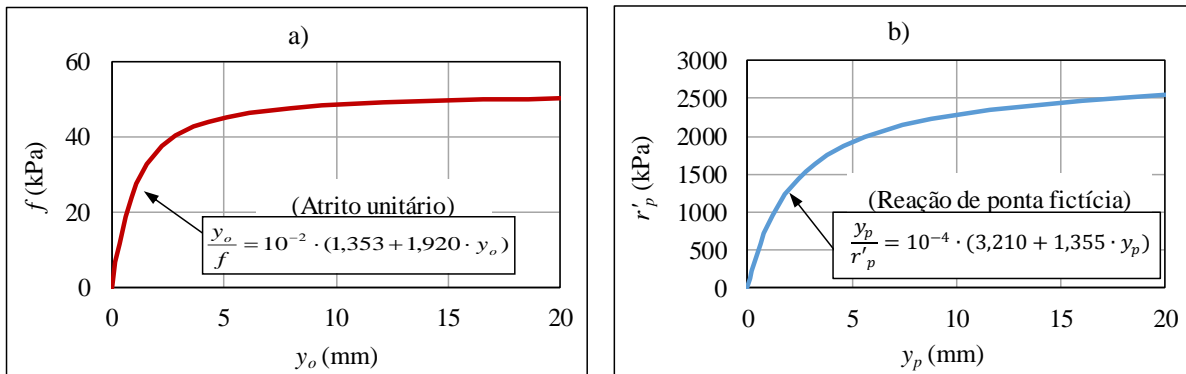 a)
60
40
20
0
f (kPa)
(Atrito unitário)
y_o/f = 10^{-2} · (1,353 + 1,920 · y_o)
0 5 10 15 20
y_o (mm)
b)
3000
2500
2000
1500
1000
500
0
r'_p (kPa)
(Reação de ponta fictícia)
y_p/r'_p = 10^{-4} · (3,210 + 1,355 · y_p)
0 5 10 15 20
y_p (mm)